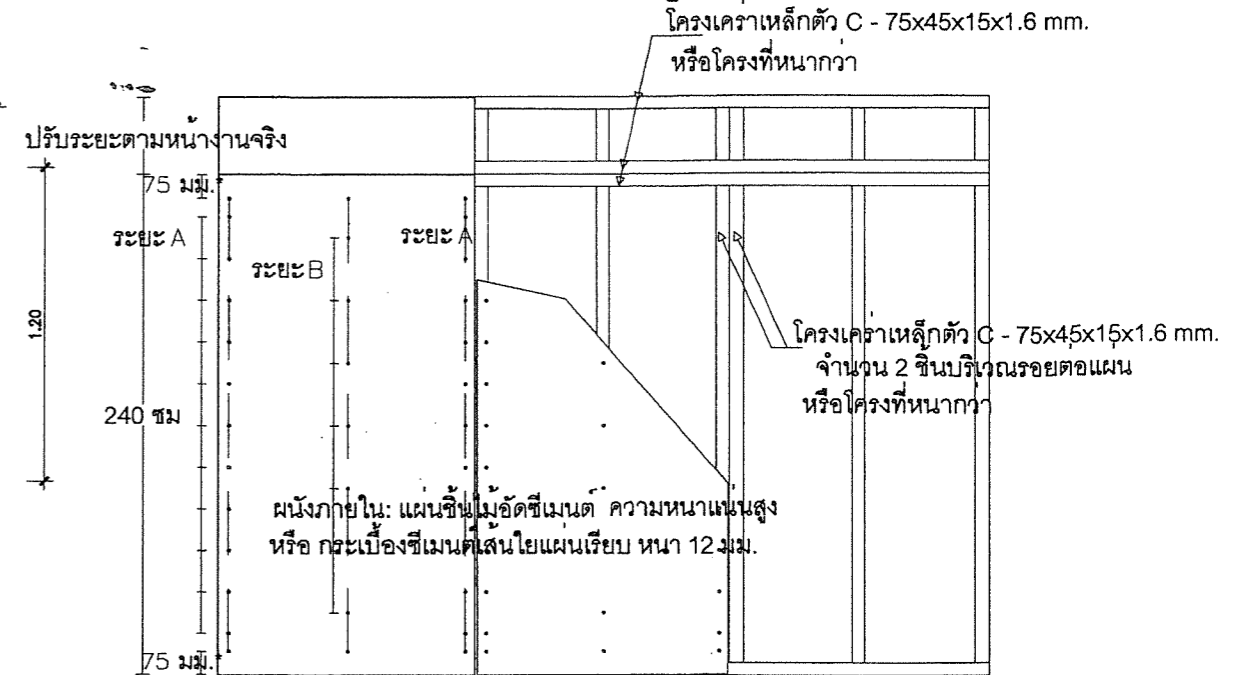 โครงเคร่าเหล็กตัว C - 75x45x15x1.6 mm.
หรือโครงที่หนากว่า
ปรับระยะตามหน้างานจริง
75 มม.
ระยะ A
ระยะ A
ระยะ B
1.20
โครงเคร่าเหล็กตัว C - 75x45x15x1.6 mm.
จำนวน 2 ชิ้นบริเวณรอยต่อแผ่น
หรือโครงที่หนากว่า
240 ซม
ผนังภายใน: แผ่นชิ้นไม้อัดซีเมนต์ ความหนาแน่นสูง
หรือ กระเบื้องซีเมนต์เส้นใยแผ่นเรียบ หนา 12 มม.
75 มม.